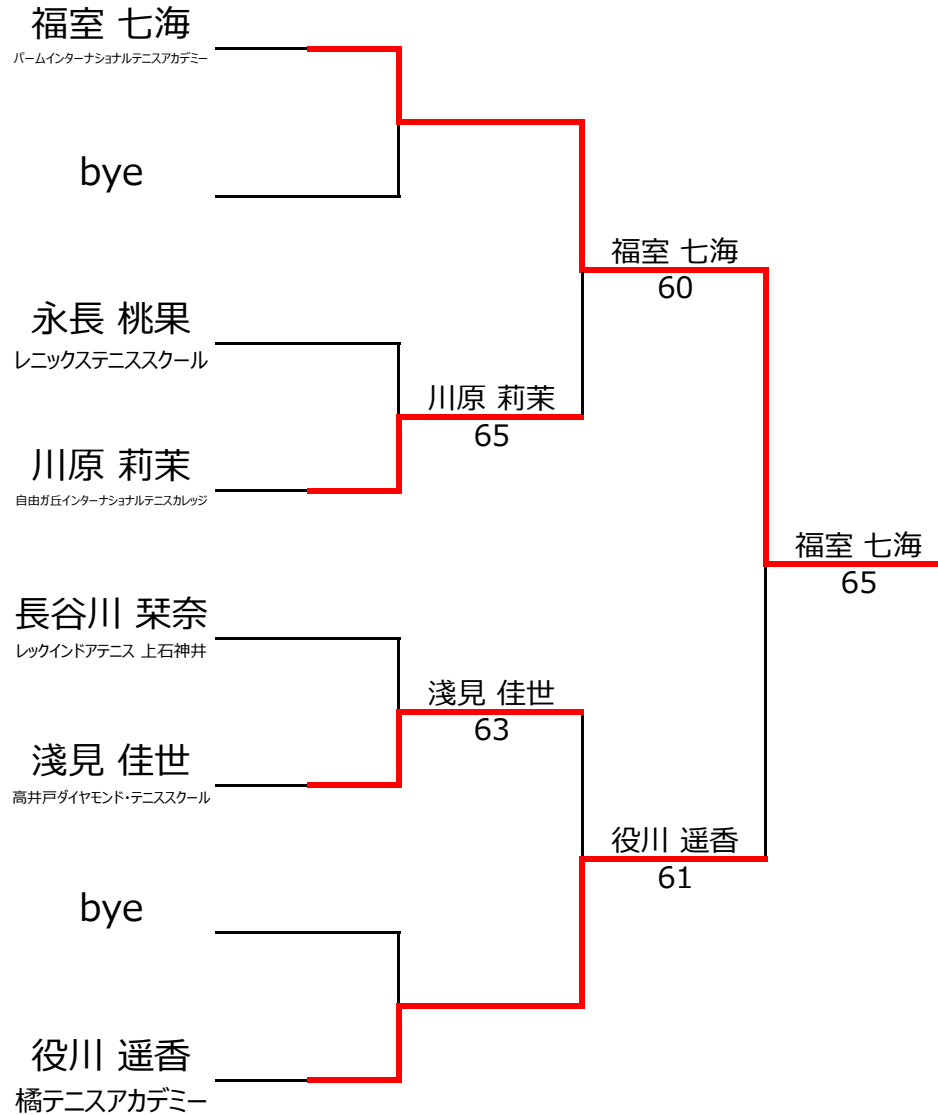 福室 七海
パームインターナショナルテニスアカデミー
bye
福室 七海
60
永長 桃果
レニックステニススクール
川原 莉茉
65
川原 莉茉
自由ガ丘インターナショナルテニスカレッジ
福室 七海
65
長谷川 栞奈
レックインドアテニス 上石神井
淺見 佳世
63
淺見 佳世
高井戸ダイヤモンド・テニススクール
役川 遥香
61
bye
役川 遥香
橘テニスアカデミー